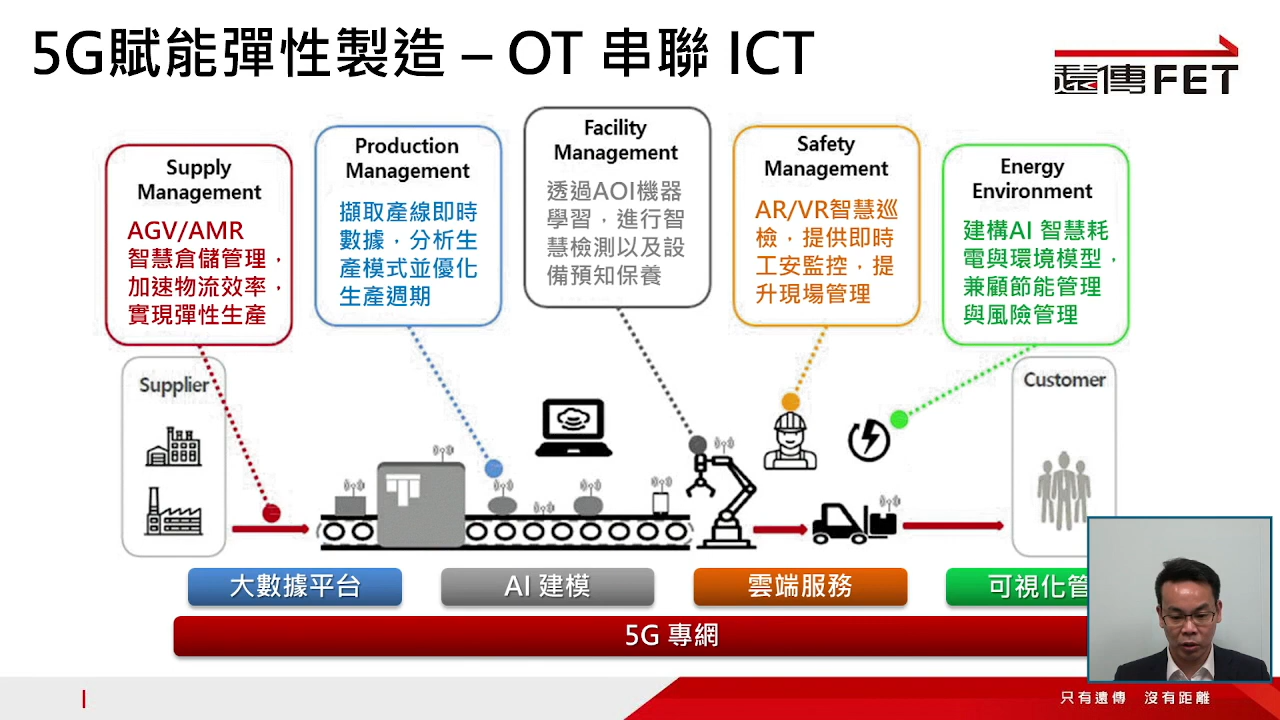 5G賦能彈性製造 – OT 串聯 ICT
遠傳FET
Supply
Management
AGV/AMR
智慧倉儲管理，
加速物流效率，
實現彈性生產
Production
Management
擷取產線即時
數據，分析生
產模式並優化
生產週期
Facility
Management
透過AOI機器
學習，進行智
慧檢測以及設
備預知保養
Safety
Management
AR/VR智慧巡
檢，提供即時
工安監控，提
升現場管理
Energy
Environment
建構AI 智慧耗
電與環境模型，
兼顧節能管理
與風險管理
Supplier
Customer
大數據平台
AI 建模
雲端服務
可視化管
5G 專網
只有遠傳 沒有距離